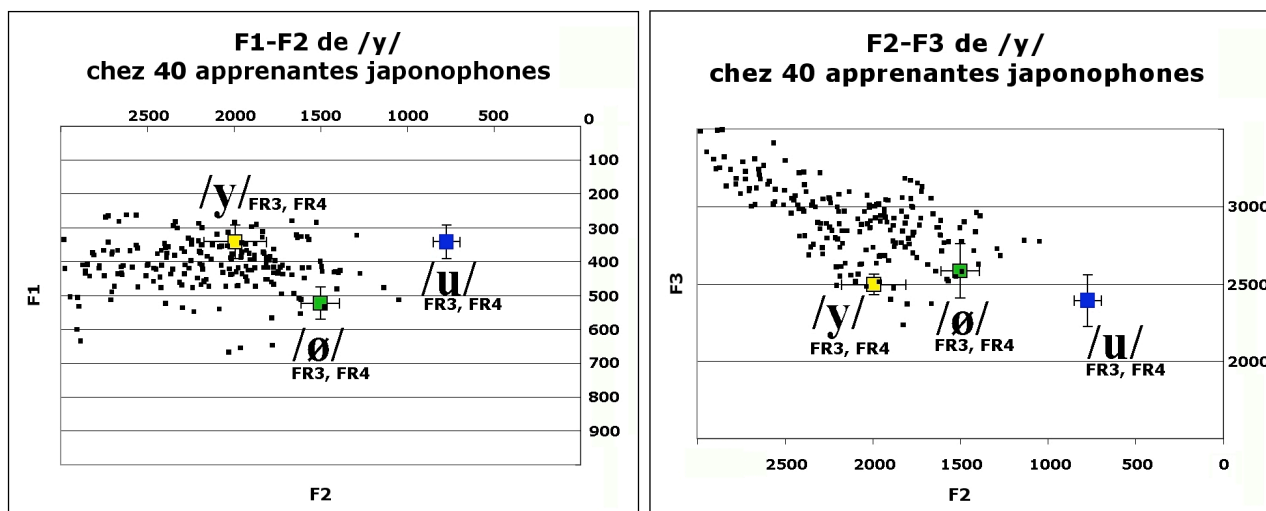 F1-F2 de /y/
chez 40 apprenantes japonophones
2500 2000 1500 1000 500 0
100
200
300
400
500
600
700
800
900
F1
F2
/y/ FR3, FR4
/u/
FR3, FR4
/ø/
FR3, FR4
F2-F3 de /y/
chez 40 apprenantes japonophones
3000
2500
2000
F3
2500 2000 1500 1000 500 0
F2
/y/
FR3, FR4
/ø/
FR3, FR4
/u/
FR3, FR4